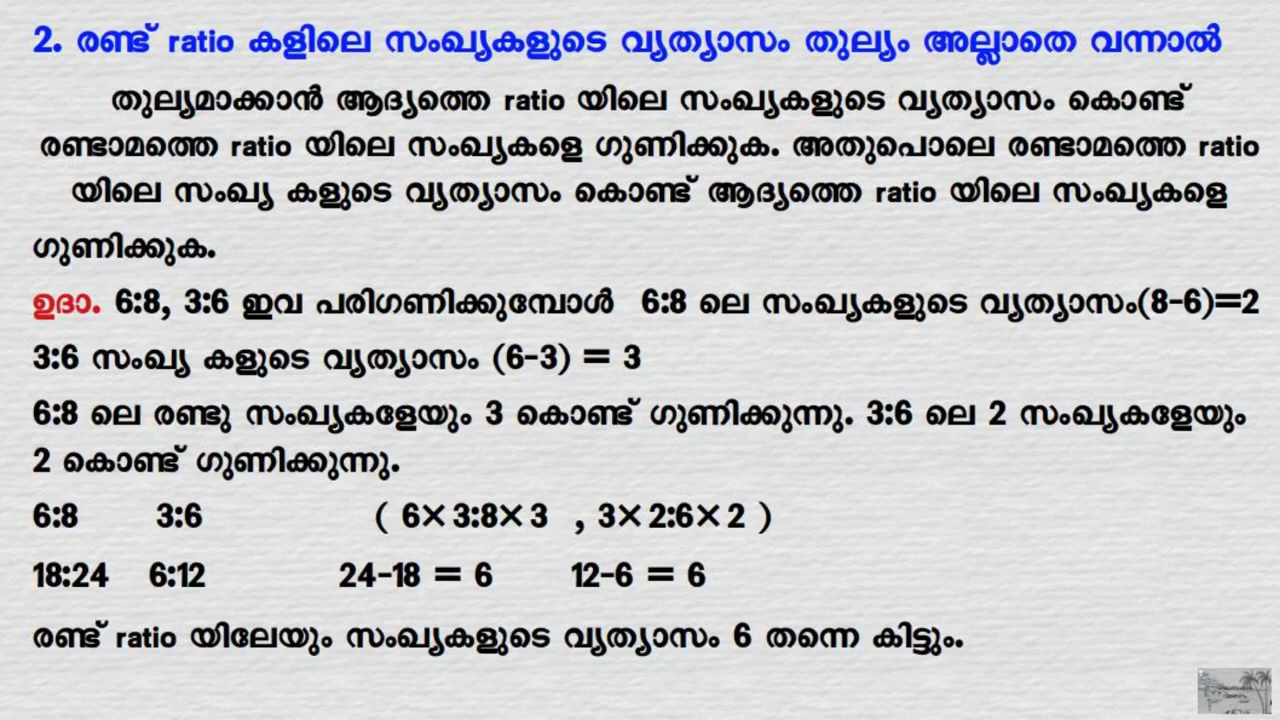 2. രണ്ട് ratio കളിലെ സംഖ്യകളുടെ വ്യത്യാസം തുല്യം അല്ലാതെ വന്നാൽ
തുല്യമാക്കാൻ ആദ്യത്തെ ratio യിലെ സംഖ്യകളുടെ വ്യത്യാസം കൊണ്ട്
രണ്ടാമത്തെ ratio യിലെ സംഖ്യകളെ ഗുണിക്കുക. അതുപൊലെ രണ്ടാമത്തെ ratio
യിലെ സംഖ്യ കളുടെ വ്യത്യാസം കൊണ്ട് ആദ്യത്തെ ratio യിലെ സംഖ്യകളെ
ഗുണിക്കുക.
ഉദാ. 6:8, 3:6 ഇവ പരിഗണിക്കുമ്പോൾ 6:8 ലെ സംഖ്യകളുടെ വ്യത്യാസം(8-6)=2
3:6 സംഖ്യ കളുടെ വ്യത്യാസം (6-3) = 3
6:8 ലെ രണ്ടു സംഖ്യകളേയും 3 കൊണ്ട് ഗുണിക്കുന്നു. 3:6 ലെ 2 സംഖ്യകളേയും
2 കൊണ്ട് ഗുണിക്കുന്നു.
6:8 3:6 ( 6×3:8×3 , 3×2:6×2 )
18:24 6:12 24-18 = 6 12-6 = 6
രണ്ട് ratio യിലേയും സംഖ്യകളുടെ വ്യത്യാസം 6 തന്നെ കിട്ടും.